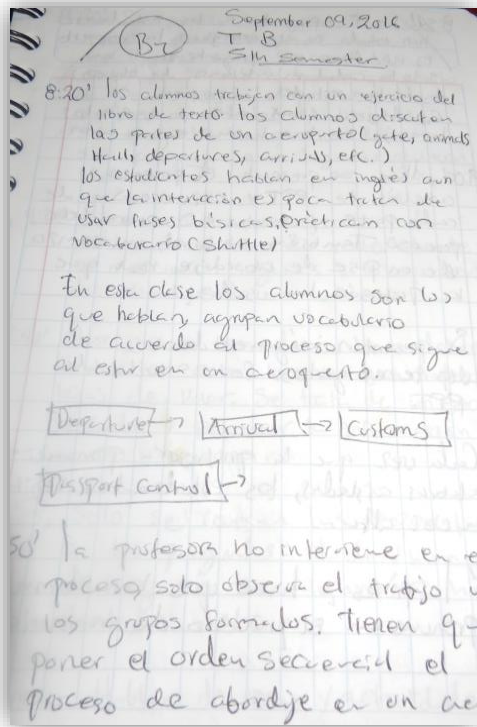 September 09, 2016
B2
T B
5th Semester
8:20' los alumnos trabajan con un ejercicio del
libro de texto los alumnos discuten
las partes de un aeropuerto (gate,
Hall, departures, arrivals, etc.)
los estudiantes hablan en inglés aun
que la interacción es poca tratan de
usar frases básicas, practican con
vocabulario (Shuttle)
En esta clase los alumnos son los
que hablan, agrupan vocabulario
de acuerdo al proceso que sigue
al estar en un aeropuerto.
Departure → Arrival → Customs
Passport Control →
50' la profesora no interviene en e
proceso, solo observa el trabajo
los grupos formados. Tienen q
poner el orden secuencial el
proceso de abordaje en un ae